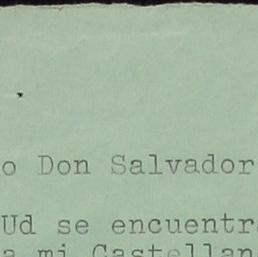 o Don Salvador
Ud se encuentr
a mi Castellan